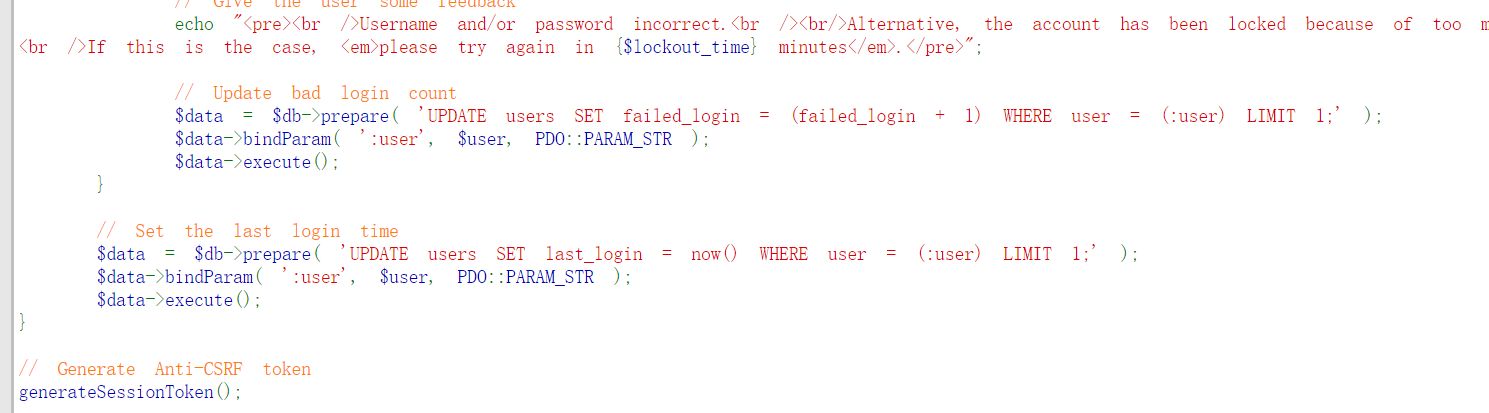 // Give the user some feedback
echo "<pre><br />Username and/or password incorrect.<br /><br/>Alternative, the account has been locked because of too
<br />If this is the case, <em>please try again in {$lockout_time} minutes</em>.</pre>";
// Update bad login count
$data = $db->prepare( 'UPDATE users SET failed_login = (failed_login + 1) WHERE user = (:user) LIMIT 1;' );
$data->bindParam( ':user', $user, PDO::PARAM_STR );
$data->execute();
}
// Set the last login time
$data = $db->prepare( 'UPDATE users SET last_login = now() WHERE user = (:user) LIMIT 1;' );
$data->bindParam( ':user', $user, PDO::PARAM_STR );
$data->execute();
}
// Generate Anti-CSRF token
generateSessionToken();